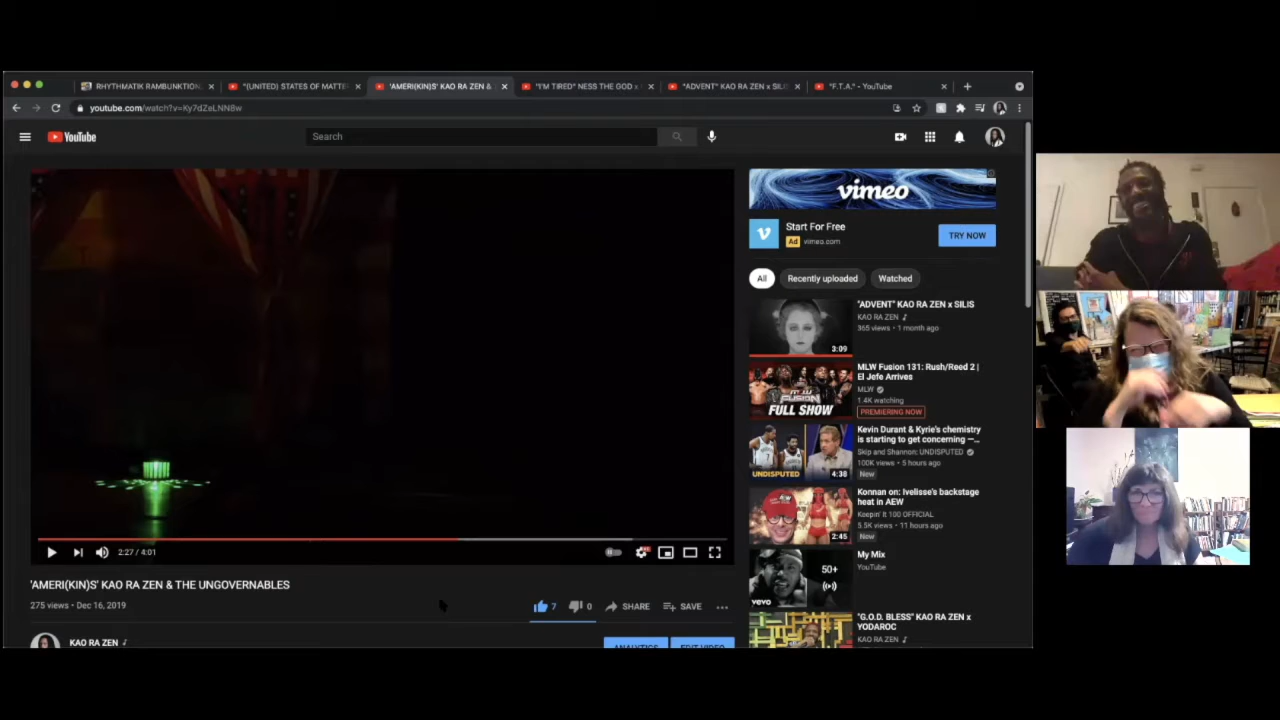 RHYTHMATIK RAMBUNKTION
"(UNITED) STATES OF MATTE
'AMERI(KIN)S' KAO RA ZEN &
"I'M TIRED" NESS THE GOD x
"ADVENT" KAO RA ZEN x SILI
"F.T.A." - YouTube
youtube.com/watch?v=Ky7dZeLNN8w
YouTube
Search
vimeo
Start For Free
Ad vimeo.com
TRY NOW
All
Recently uploaded
Watched
3:09
"ADVENT" KAO RA ZEN x SILIS
KAO RA ZEN
365 views • 1 month ago
FUSION
FULL SHOW
MLW Fusion 131: Rush/Reed 2 |
El Jefe Arrives
MLW
1.4K watching
PREMIERING NOW
UNDISPUTED
4:38
Kevin Durant & Kyrie's chemistry
is starting to get concerning —...
Skip and Shannon: UNDISPUTED
100K views • 5 hours ago
New
2:45
Konnan on: Ivelisse's backstage
heat in AEW
Keepin' It 100 OFFICIAL
5.5K views • 11 hours ago
New
vevo
50+
My Mix
YouTube
"G.O.D. BLESS" KAO RA ZEN x
YODAROC
KAO RA ZEN
2:27 / 4:01
'AMERI(KIN)S' KAO RA ZEN & THE UNGOVERNABLES
275 views • Dec 16, 2019
7
0
SHARE
SAVE
KAO RA ZEN
ANALYTICS
EDIT VIDEO